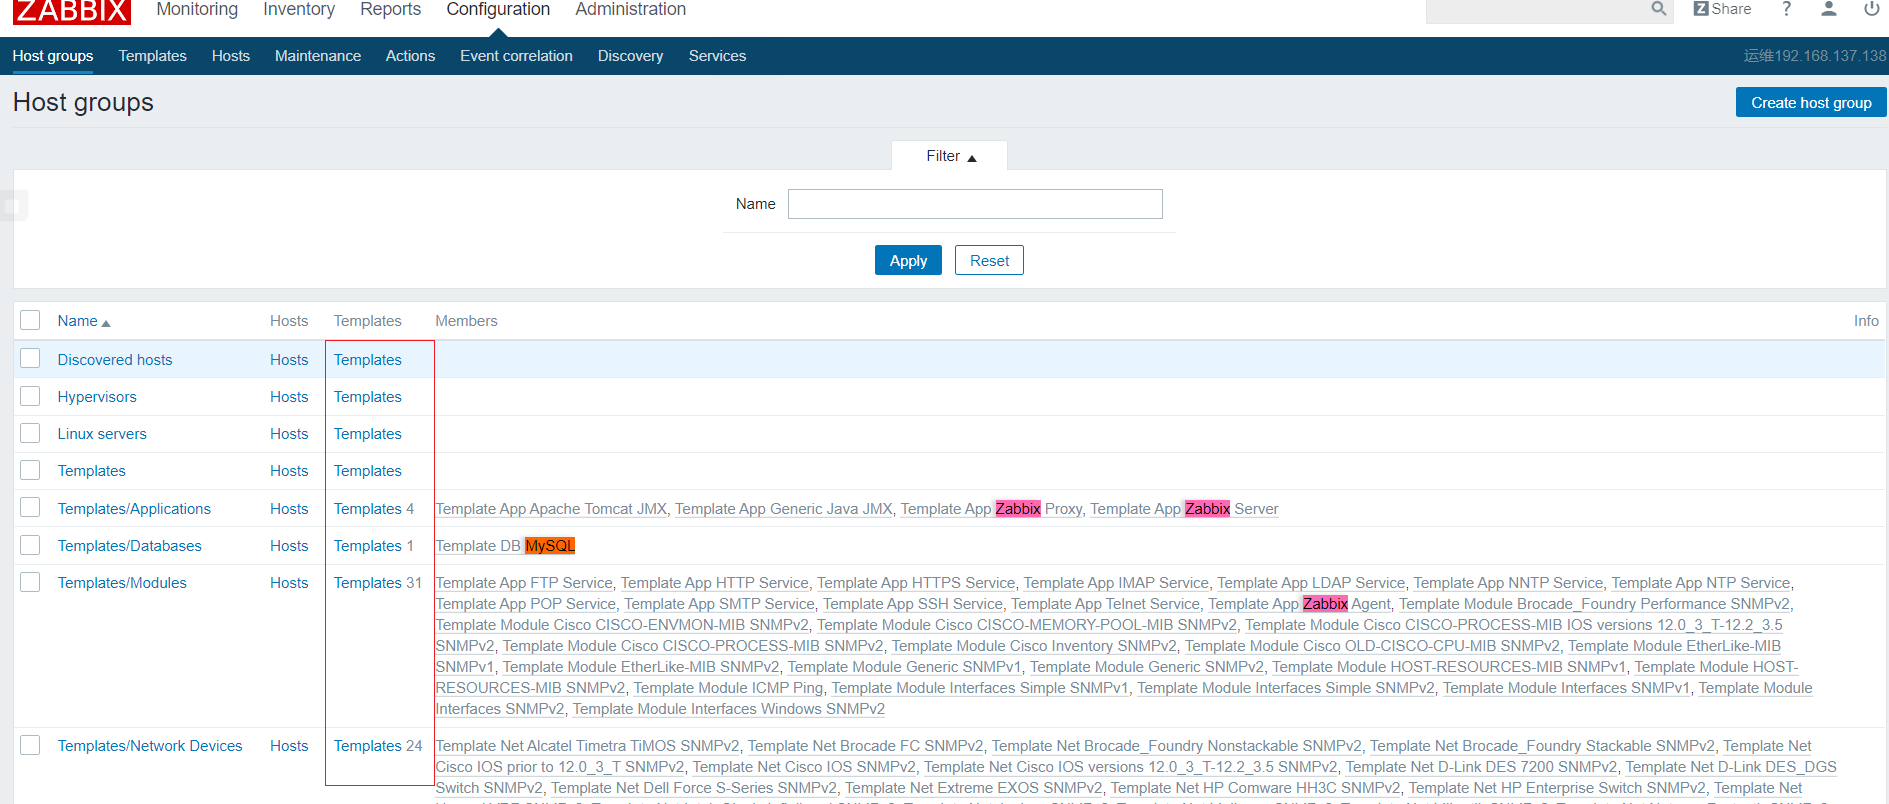 ZABBIX Monitoring Inventory Reports Configuration Administration Share ?
Host groups Templates Hosts Maintenance Actions Event correlation Discovery Services 运维192.168.137.138
Host groups Create host group
Filter
Name
Apply Reset
Name Hosts Templates Members Info
Discovered hosts Hosts Templates
Hypervisors Hosts Templates
Linux servers Hosts Templates
Templates Hosts Templates
Templates/Applications Hosts Templates 4 Template App Apache Tomcat JMX, Template App Generic Java JMX, Template App Zabbix Proxy, Template App Zabbix Server
Templates/Databases Hosts Templates 1 Template DB MySQL
Templates/Modules Hosts Templates 31 Template App FTP Service, Template App HTTP Service, Template App HTTPS Service, Template App IMAP Service, Template App LDAP Service, Template App NNTP Service, Template App NTP Service,
Template App POP Service, Template App SMTP Service, Template App SSH Service, Template App Telnet Service, Template App Zabbix Agent, Template Module Brocade_Foundry Performance SNMPv2,
Template Module Cisco CISCO-ENVMON-MIB SNMPv2, Template Module Cisco CISCO-MEMORY-POOL-MIB SNMPv2, Template Module Cisco CISCO-PROCESS-MIB IOS versions 12.0_3_T-12.2_3.5
SNMPv2, Template Module Cisco CISCO-PROCESS-MIB SNMPv2, Template Module Cisco Inventory SNMPv2, Template Module Cisco OLD-CISCO-CPU-MIB SNMPv2, Template Module EtherLike-MIB
SNMPv1, Template Module EtherLike-MIB SNMPv2, Template Module Generic SNMPv1, Template Module Generic SNMPv2, Template Module HOST-RESOURCES-MIB SNMPv1, Template Module HOST-
RESOURCES-MIB SNMPv2, Template Module ICMP Ping, Template Module Interfaces Simple SNMPv1, Template Module Interfaces Simple SNMPv2, Template Module Interfaces SNMPv1, Template Module
Interfaces SNMPv2, Template Module Interfaces Windows SNMPv2
Templates/Network Devices Hosts Templates 24 Template Net Alcatel Timetra TiMOS SNMPv2, Template Net Brocade FC SNMPv2, Template Net Brocade_Foundry Nonstackable SNMPv2, Template Net Brocade_Foundry Stackable SNMPv2, Template Net
Cisco IOS prior to 12.0_3_T SNMPv2, Template Net Cisco IOS SNMPv2, Template Net Cisco IOS versions 12.0_3_T-12.2_3.5 SNMPv2, Template Net D-Link DES 7200 SNMPv2, Template Net D-Link DES_DGS
Switch SNMPv2, Template Net Dell Force S-Series SNMPv2, Template Net Extreme EXOS SNMPv2, Template Net HP Comware HH3C SNMPv2, Template Net HP Enterprise Switch SNMPv2, Template Net